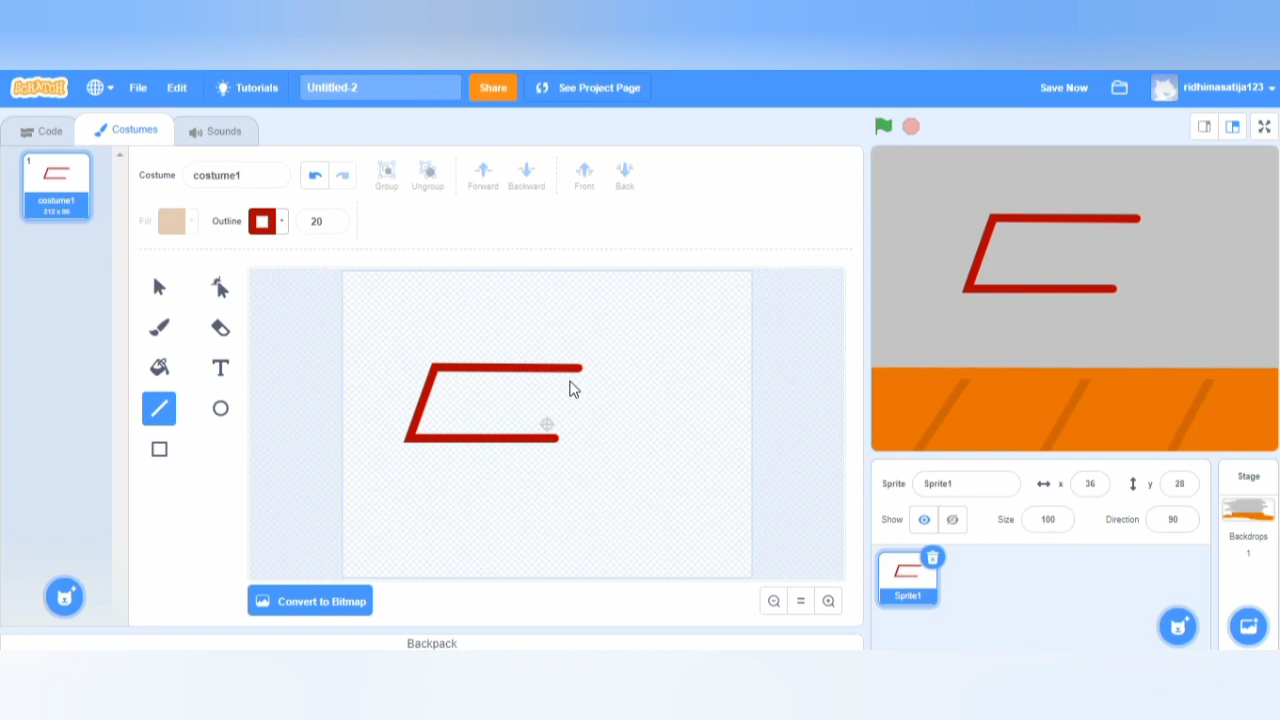 SCRATCH File Edit Tutorials Untitled-2 Share See Project Page Save Now ridhimasatija123
Code Costumes Sounds
1
costume1
212 x 86
Costume costume1 Group Ungroup Forward Backward Front Back
Fill Outline 20
Convert to Bitmap
Backpack
Sprite Sprite1 x 36 y 28
Show Size 100 Direction 90
Sprite1
Stage
Backdrops
1